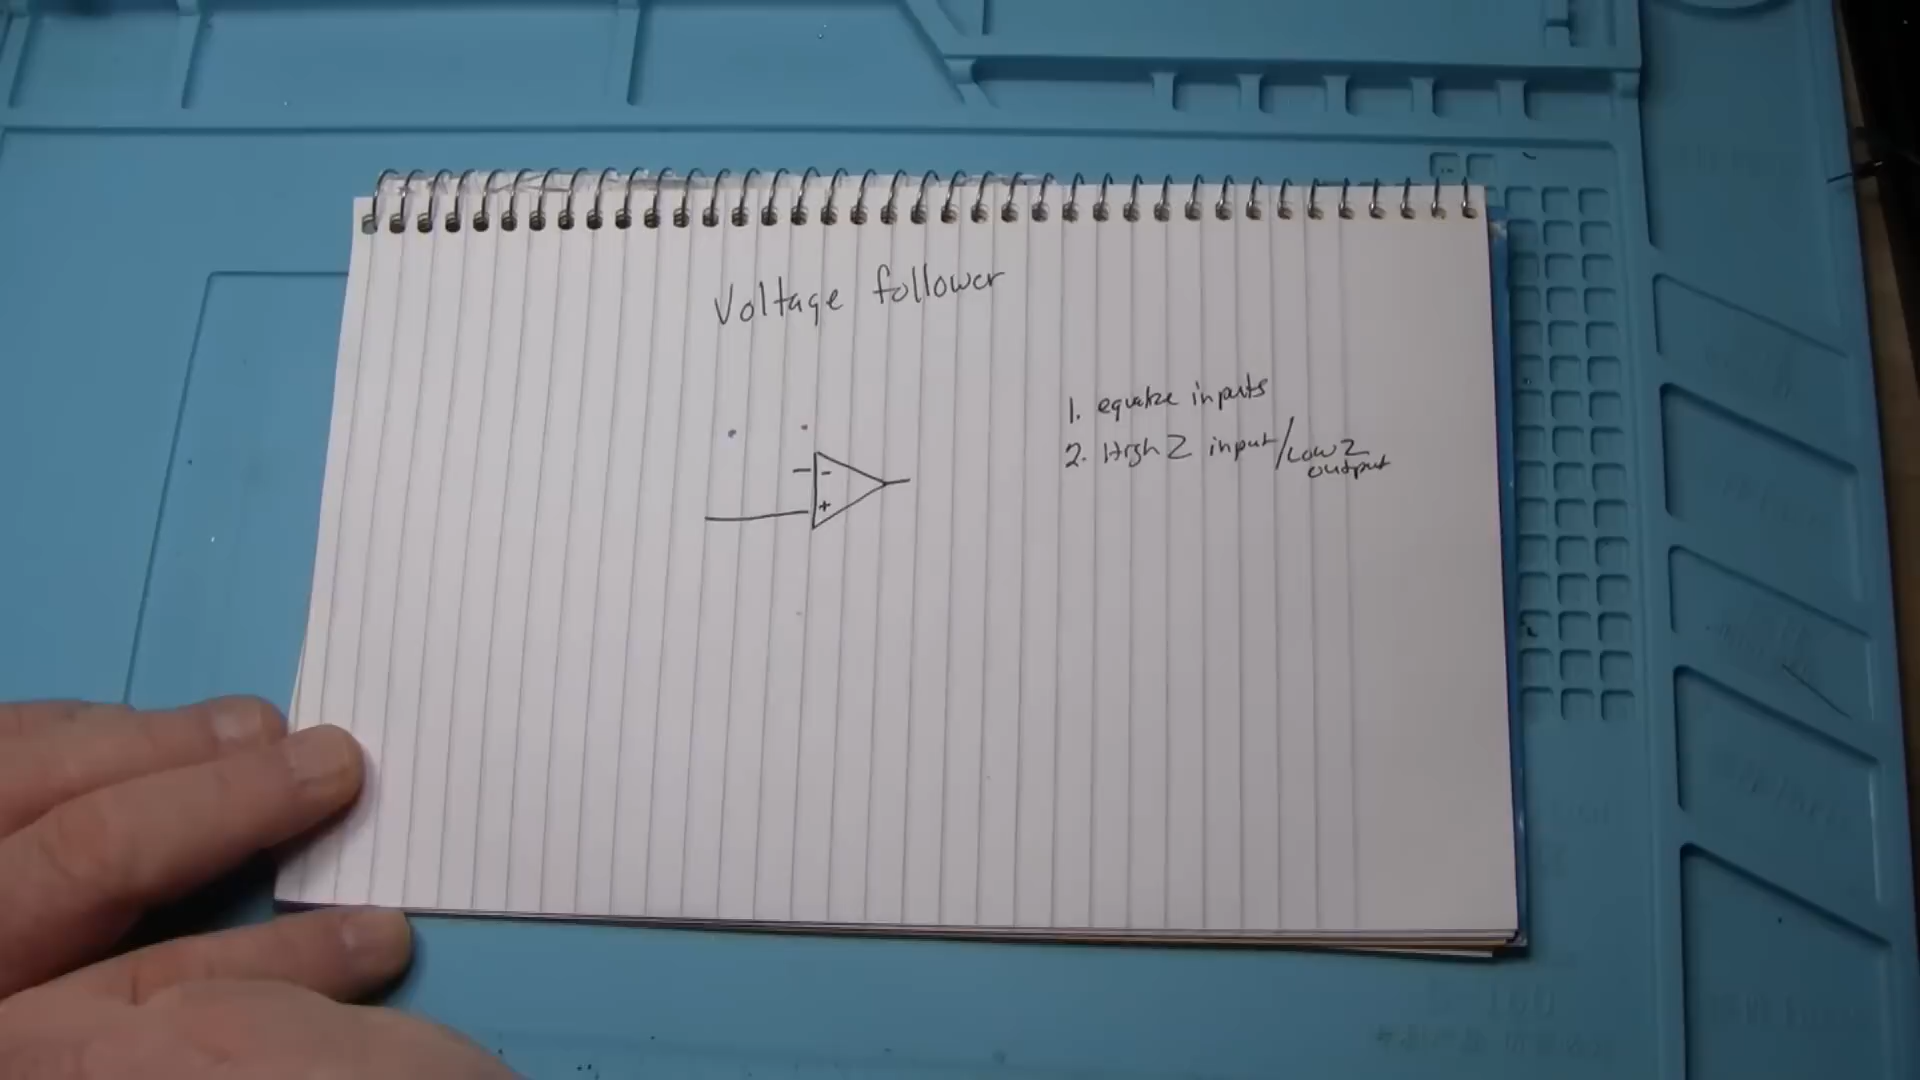 Voltage follower
1. equalize inputs
2. High Z input/Low Z
output
-
+